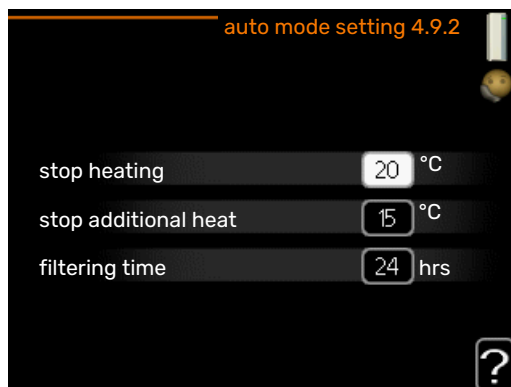 auto mode setting 4.9.2
stop heating 20 °C
stop additional heat 15 °C
filtering time 24 hrs
?